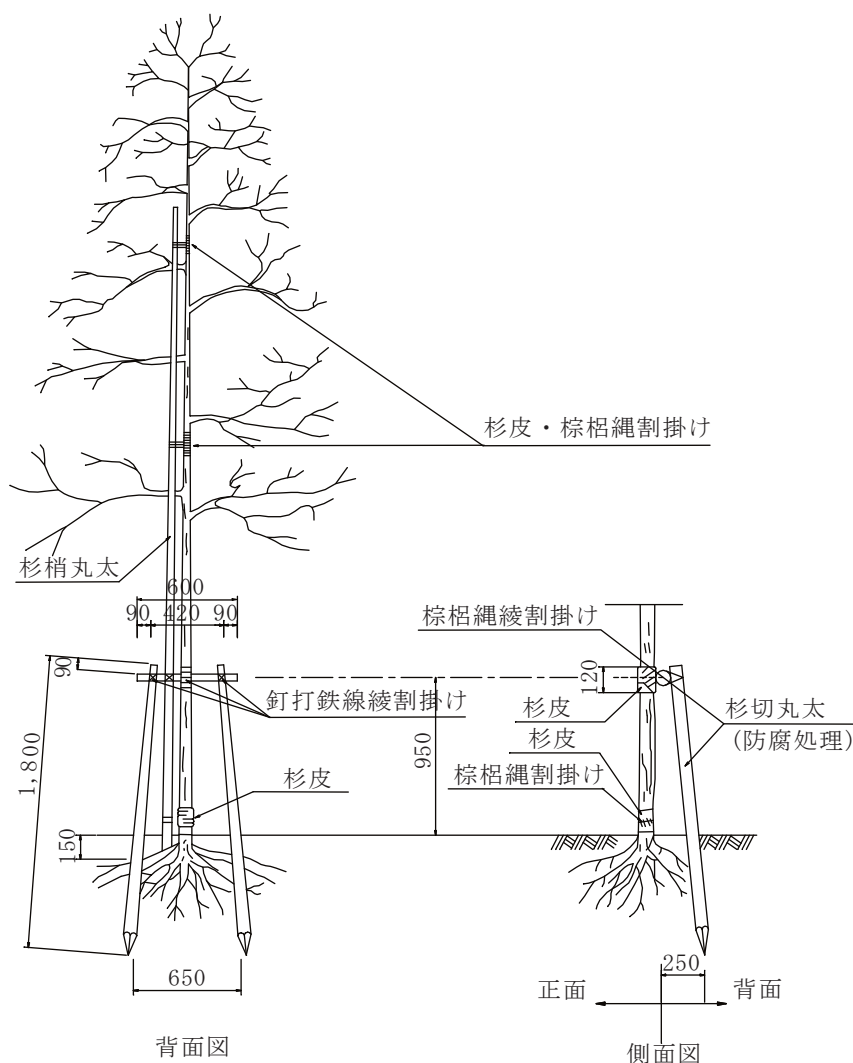 杉皮・棕梠縄割掛け
杉梢丸太
600
90
420
90
棕梠縄綾割掛け
90
120
釘打鉄線綾割掛け
杉皮
杉切丸太
(防腐処理)
1,800
950
杉皮
棕梠縄割掛け
杉皮
150
650
250
正面
背面
背面図
側面図